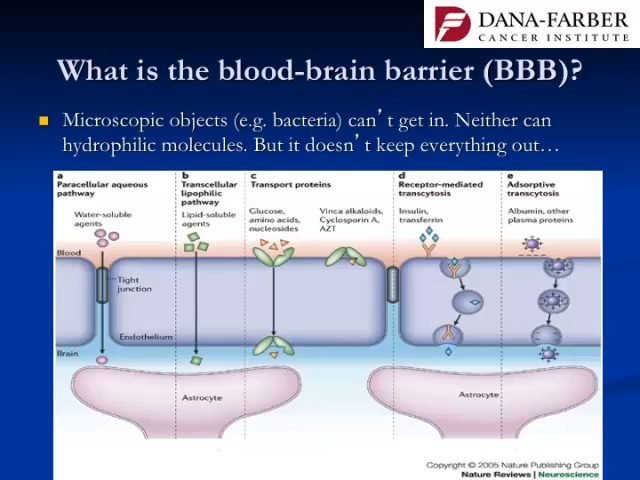 DANA-FARBER
CANCER INSTITUTE
What is the blood-brain barrier (BBB)?
Microscopic objects (e.g. bacteria) can’t get in. Neither can
hydrophilic molecules. But it doesn’t keep everything out…
a
Paracellular aqueous
pathway
Water-soluble
agents
b
Transcellular
lipophilic
pathway
Lipid-soluble
agents
c
Transport proteins
Glucose,
amino acids,
nucleosides
Vinca alkaloids,
Cyclosporin A,
AZT
d
Receptor-mediated
transcytosis
Insulin,
transferrin
e
Adsorptive
transcytosis
Albumin, other
plasma proteins
Blood
Tight
junction
Endothelium
Brain
Astrocyte
Astrocyte
Copyright © 2005 Nature Publishing Group
Nature Reviews | Neuroscience